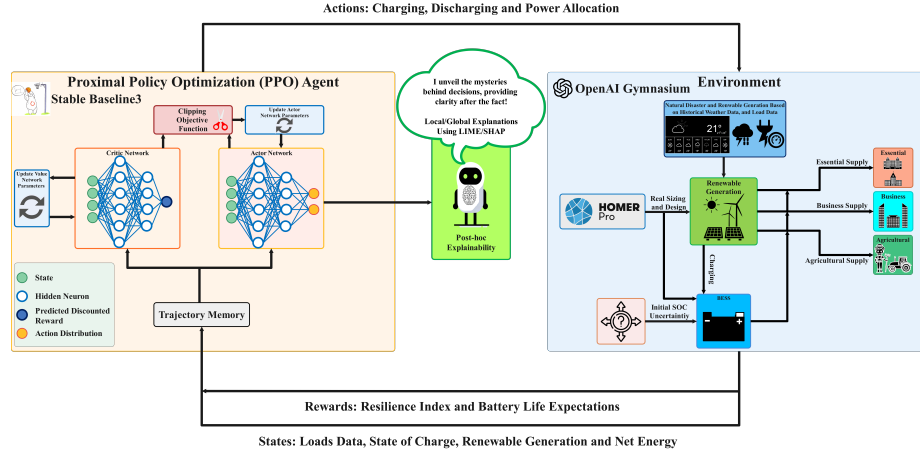 Actions: Charging, Discharging and Power Allocation
Proximal Policy Optimization (PPO) Agent
Stable Baseline3
Clipping
Objective
Function
Update Actor
Network Parameters
Critic Network
Actor Network
Update Value
Network
Parameters
State
Hidden Neuron
Predicted Discounted
Reward
Action Distribution
Trajectory Memory
I unveil the mysteries
behind decisions, providing
clarity after the fact!
Local/Global Explanations
Using LIME/SHAP
Post-hoc
Explainability
Environment
OpenAI Gymnasium
Natural Disaster and Renewable Genration Based
on Historical Weather Data, and Load Data
21°
Renewable
Generation
HOMER
Pro
Real Sizing
and Design
Charging
Initial SOC
Uncertaintiy
?
BESS
Essential Supply
Essential
Business Supply
Business
Agricultural Supply
Agricultural
Rewards: Resilience Index and Battery Life Expectations
States: Loads Data, State of Charge, Renewable Generation and Net Energy